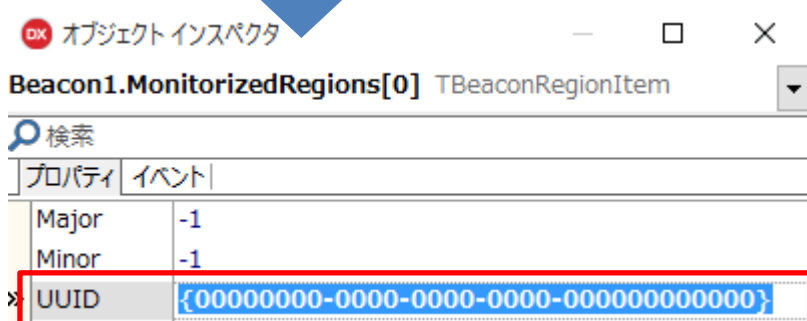 DX オブジェクト インスペクタ
Beacon1.MonitorizedRegions[0] TBeaconRegionItem
検索
プロパティ イベント
Major -1
Minor -1
UUID {00000000-0000-0000-0000-000000000000}